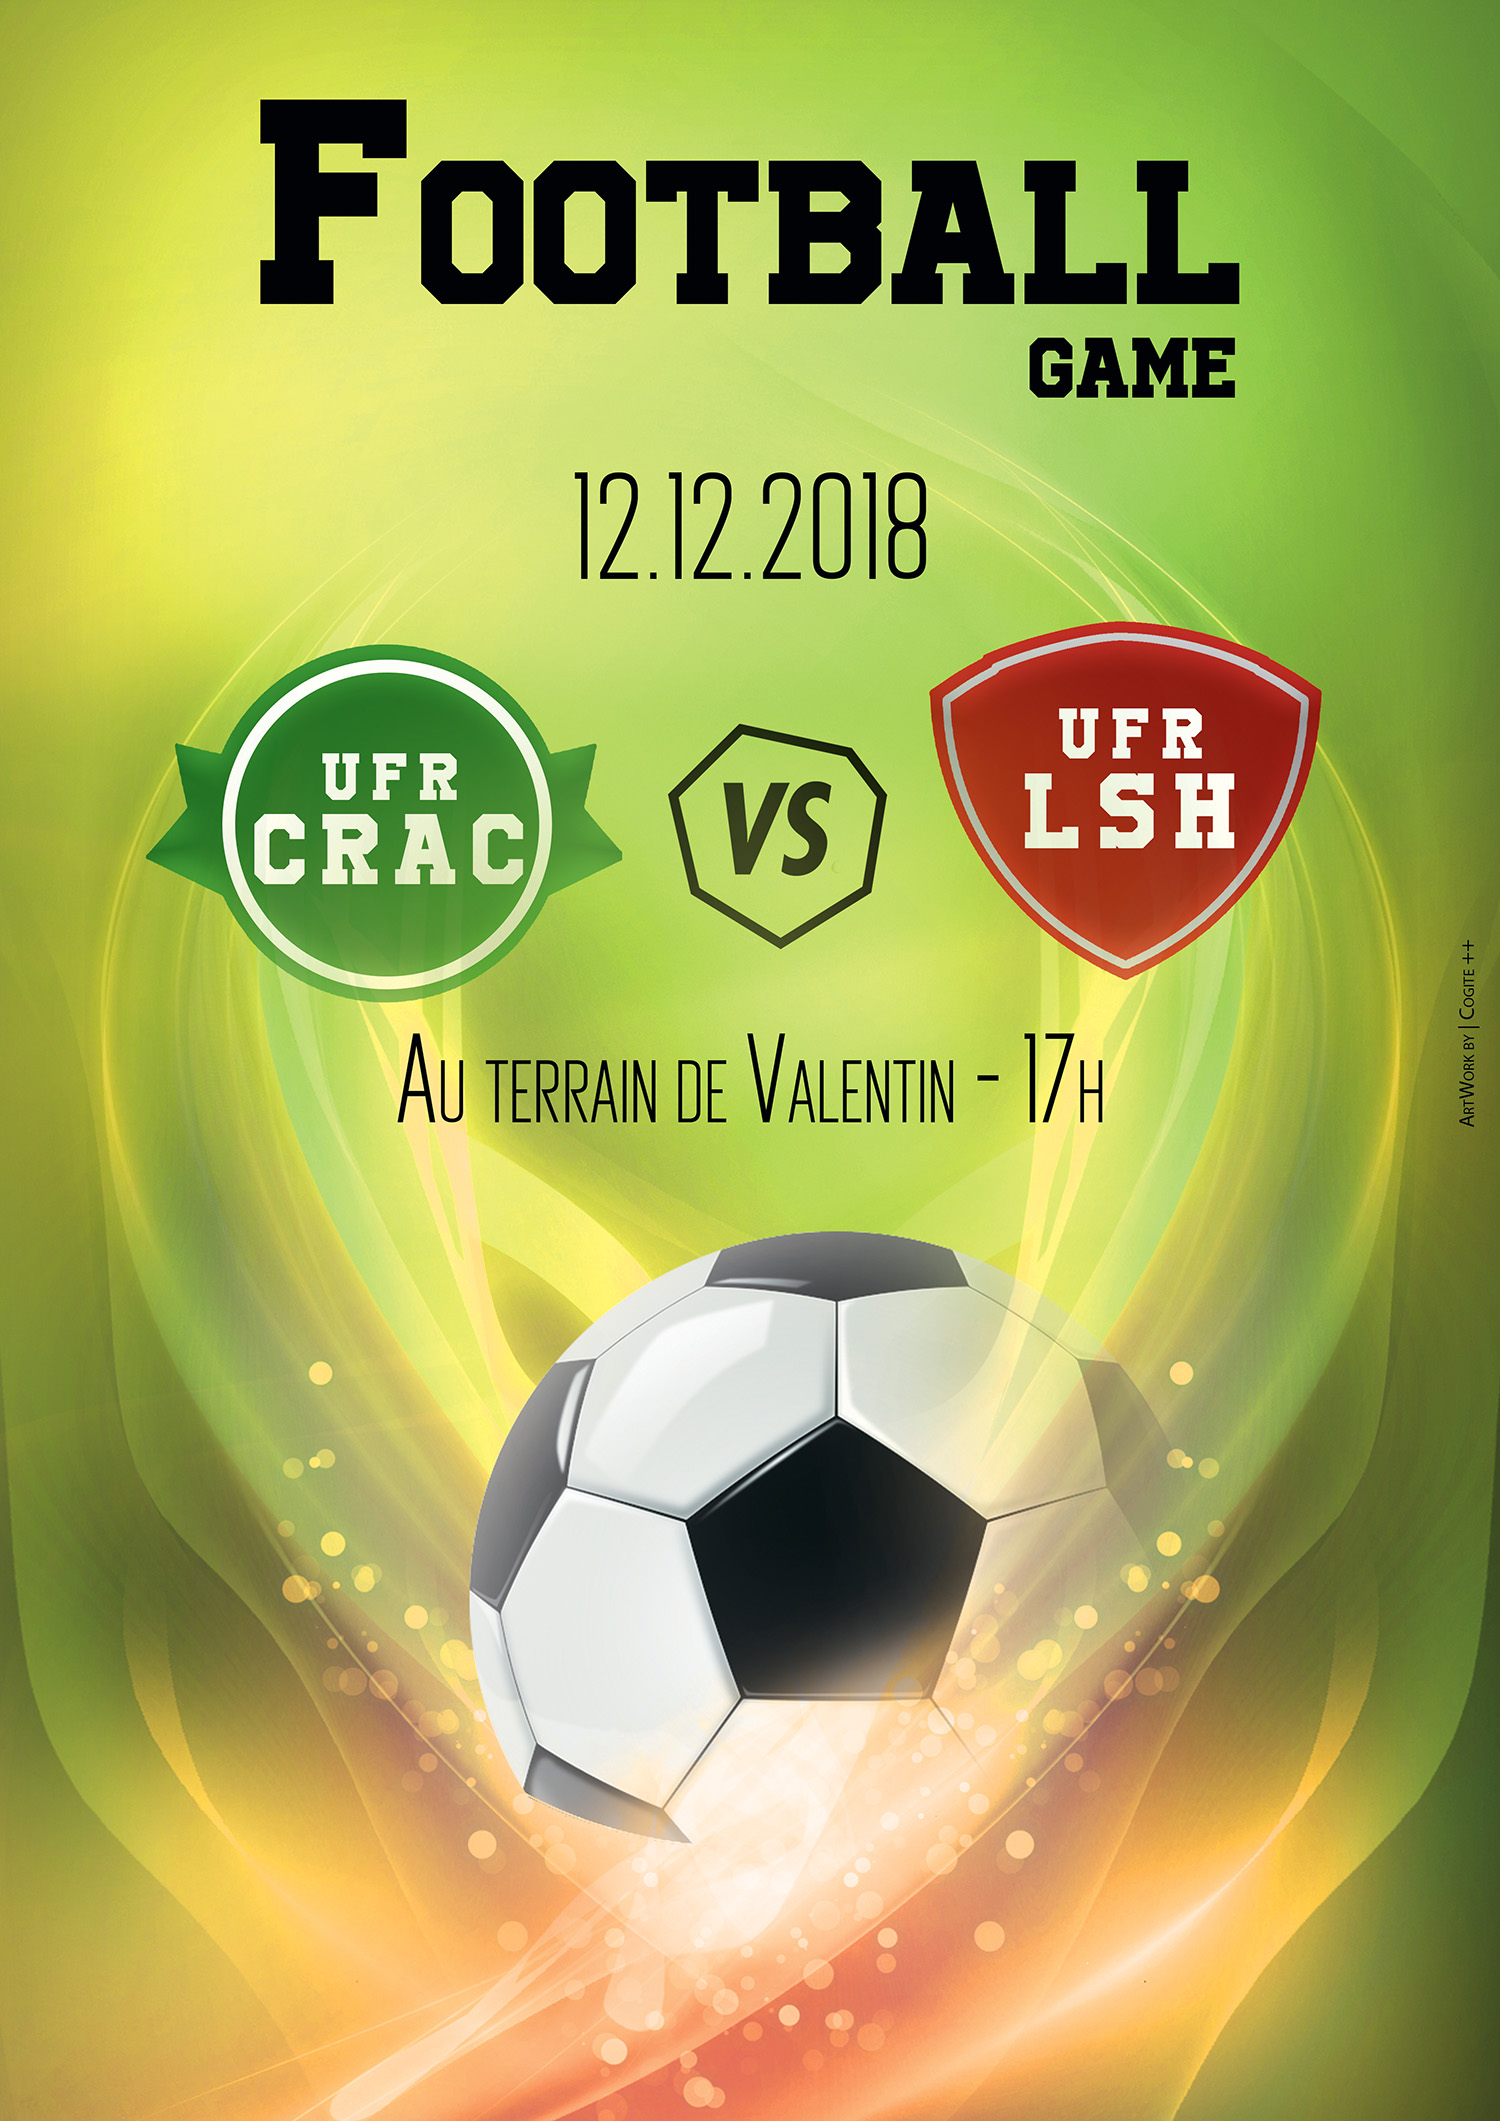 FOOTBALL
GAME
12.12.2018
UFR
CRAC
VS
UFR
LSH
AU TERRAIN DE VALENTIN - 17H
ARTWORK BY | COGITE ++